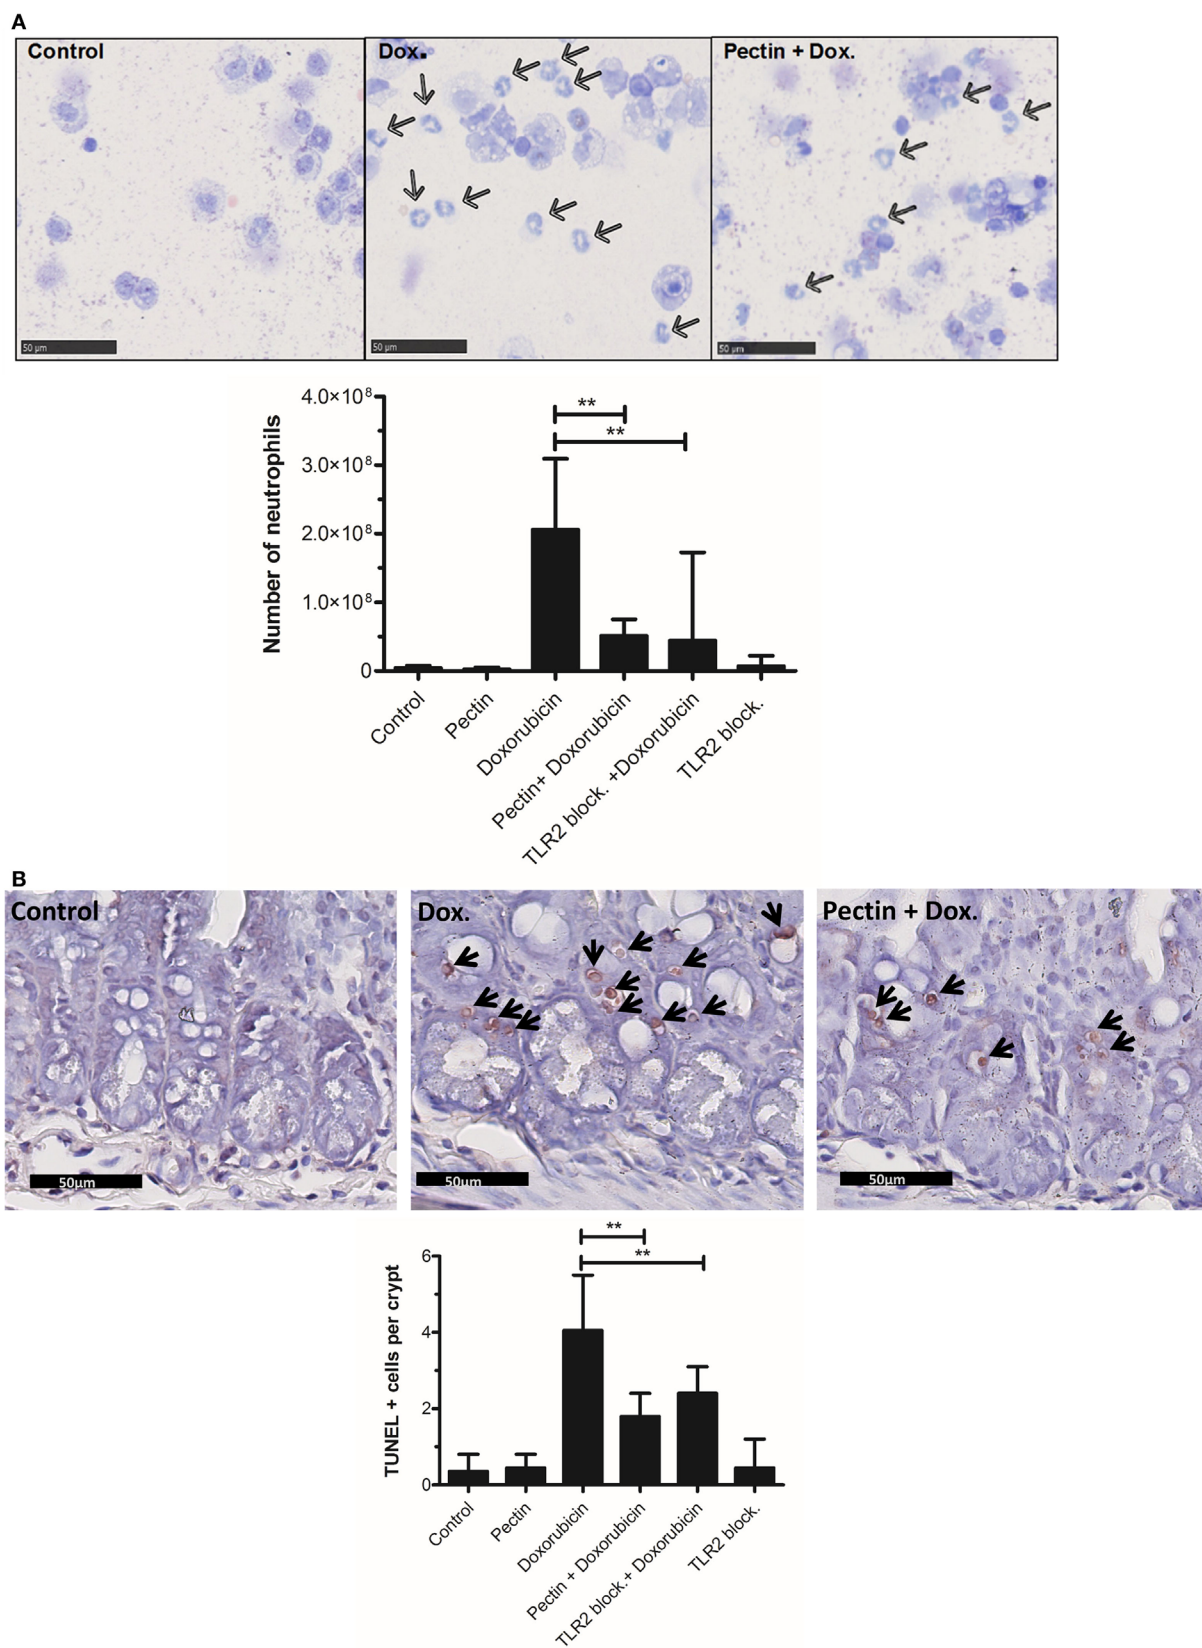 A
Control
Dox.
Pectin + Dox.
50 µm
50 µm
50 µm
Number of neutrophils
4.0×10⁸
3.0×10⁸
2.0×10⁸
1.0×10⁸
0
**
**
Control
Pectin
Doxorubicin
Pectin+ Doxorubicin
TLR2 block. +Doxorubicin
TLR2 block.
B
Control
Dox.
Pectin + Dox.
50µm
50µm
50µm
TUNEL + cells per crypt
6
4
2
0
**
**
Control
Pectin
Doxorubicin
Pectin + Doxorubicin
TLR2 block.+ Doxorubicin
TLR2 block.